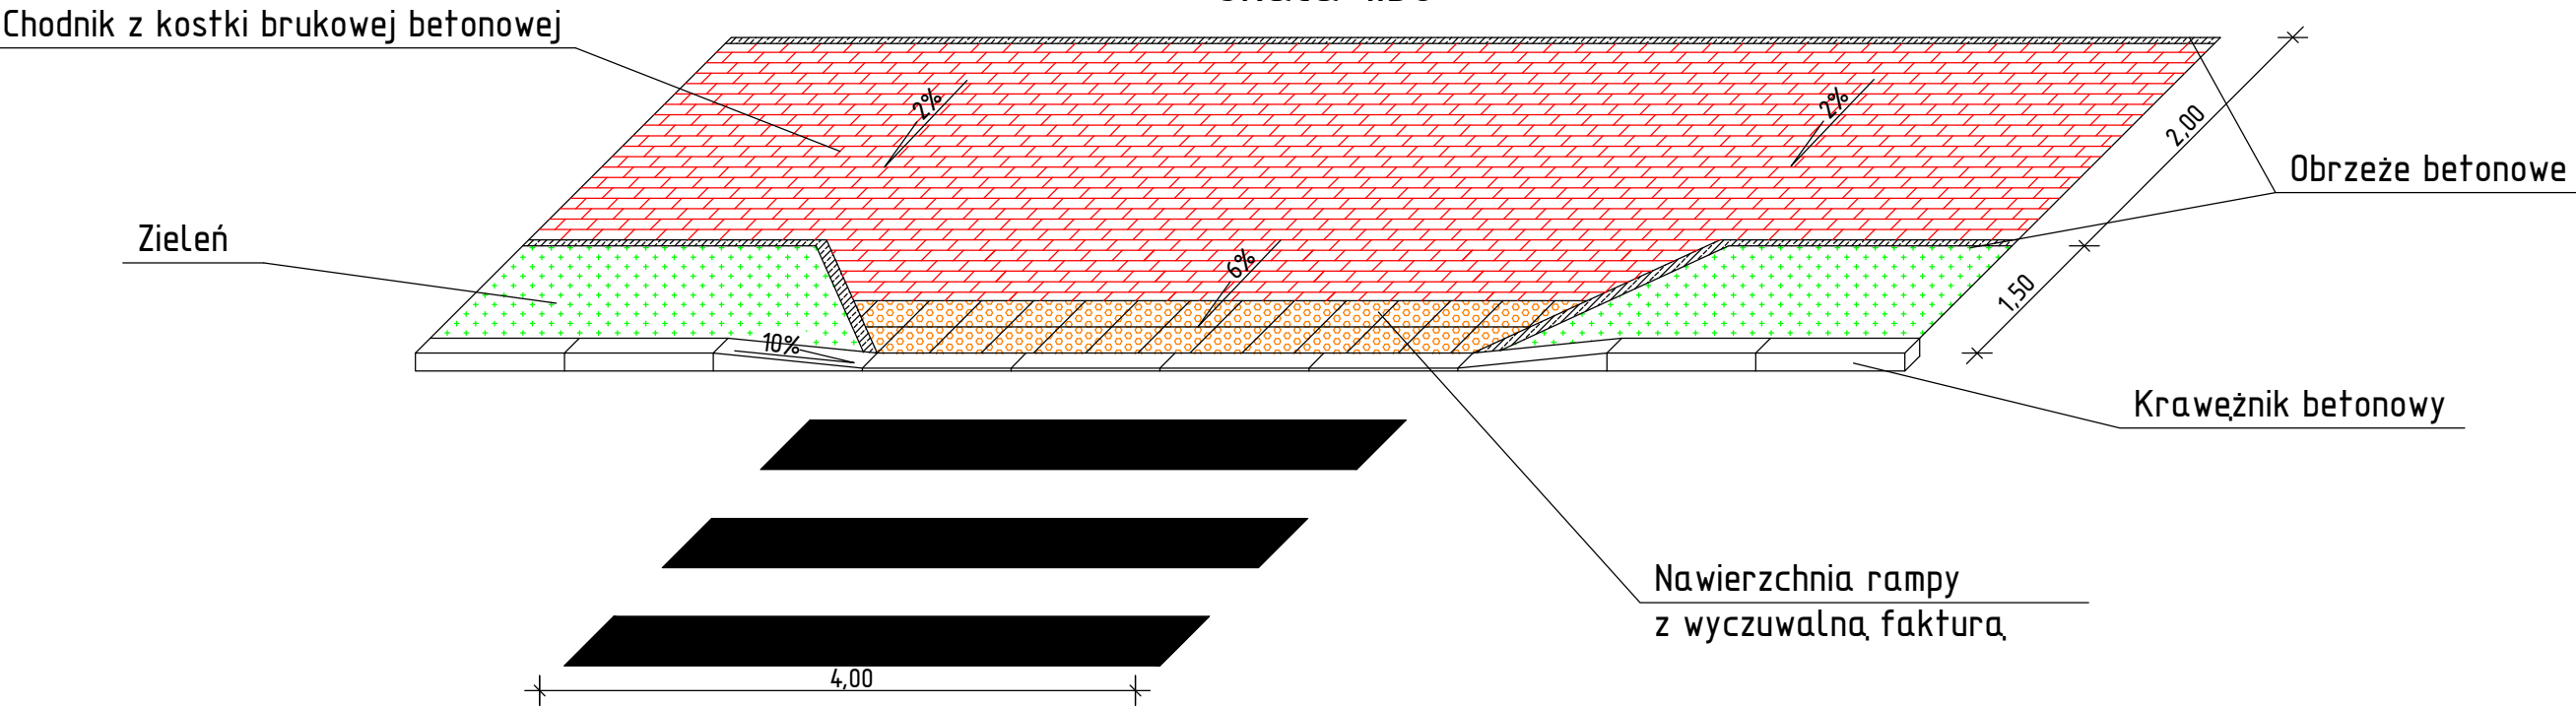 Chodnik z kostki brukowej betonowej
2%
2%
2,00
Obrzeże betonowe
Zieleń
6%
1,50
10%
Krawężnik betonowy
Nawierzchnia rampy
z wyczuwalną fakturą
4,00